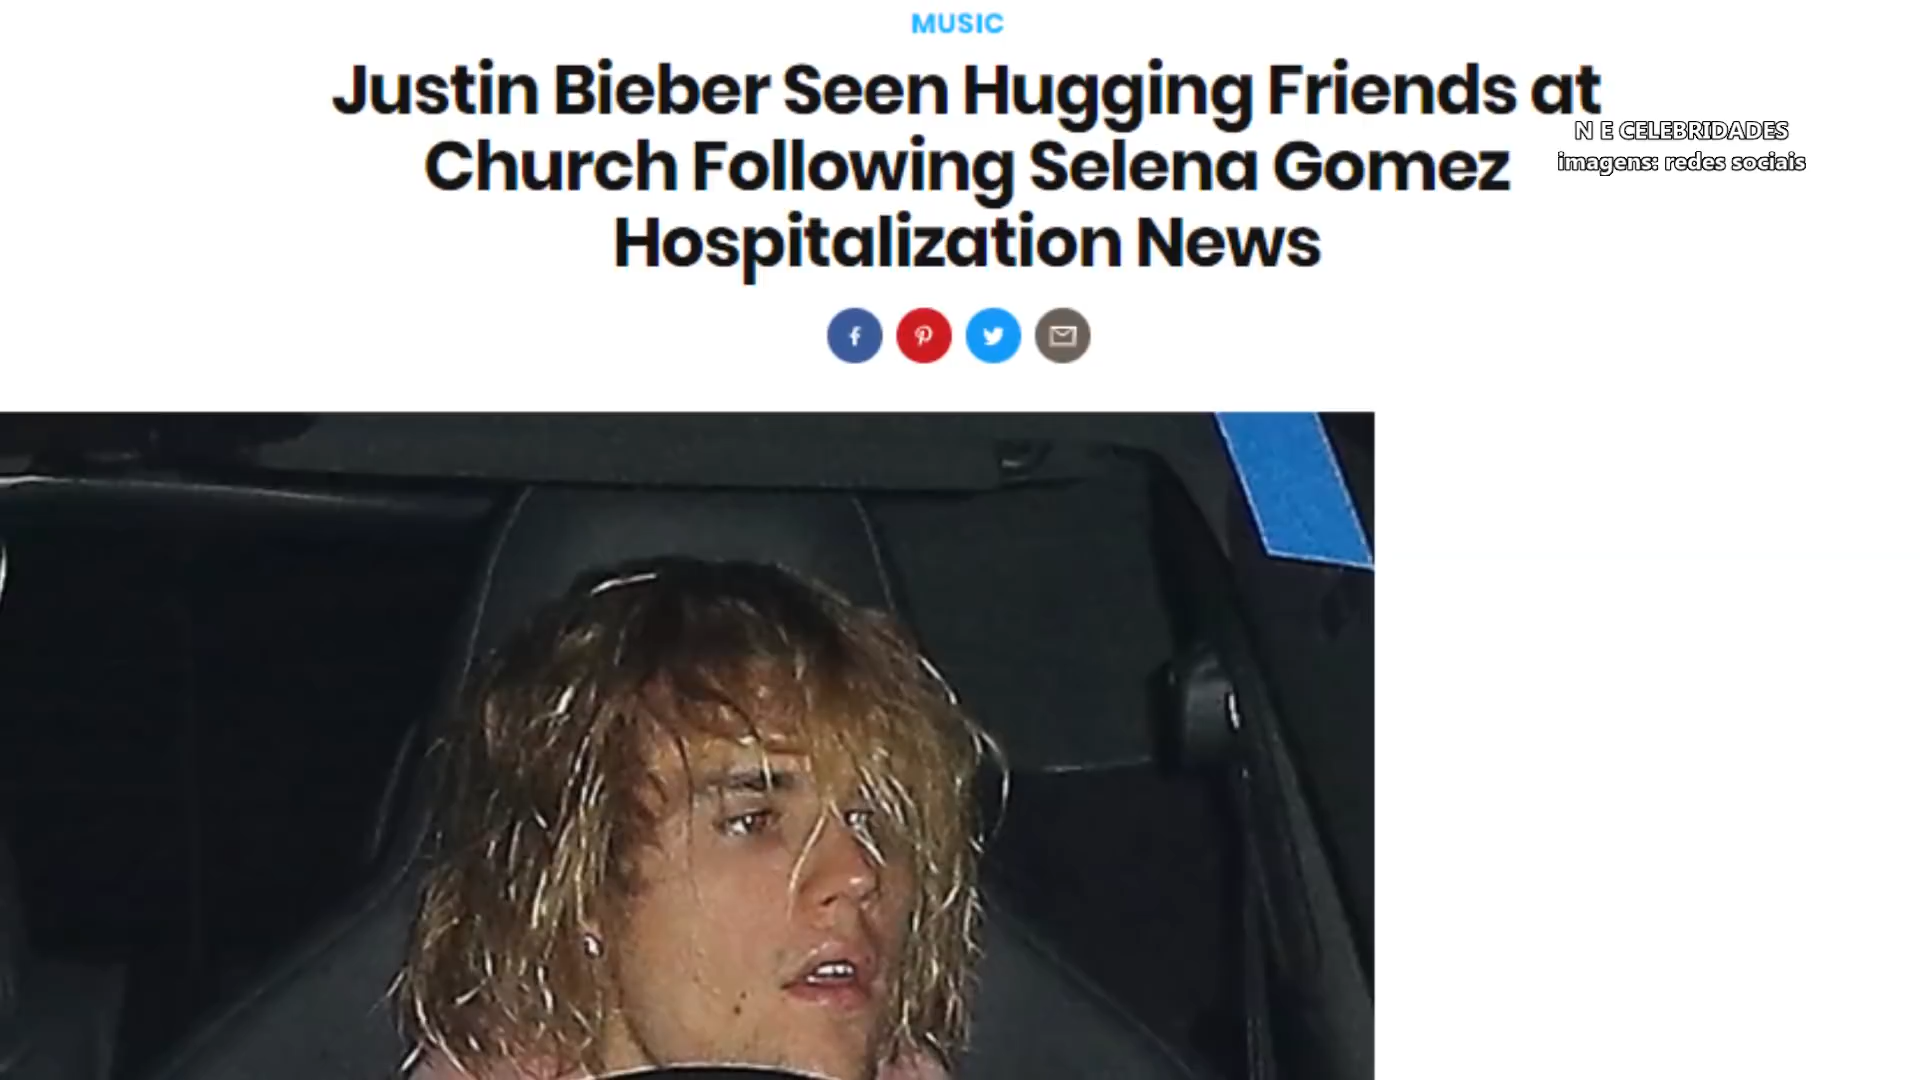 MUSIC
Justin Bieber Seen Hugging Friends at
Church Following Selena Gomez
Hospitalization News
N E CELEBRIDADES
imagens: redes sociais